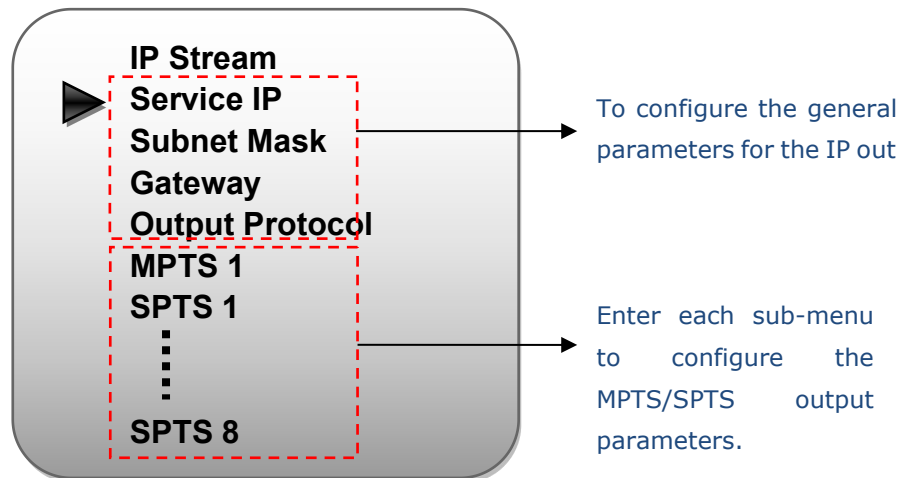 IP Stream
Service IP
Subnet Mask
Gateway
Output Protocol
MPTS 1
SPTS 1
SPTS 8
To configure the general
parameters for the IP out
Enter each sub-menu
to configure the
MPTS/SPTS output
parameters.